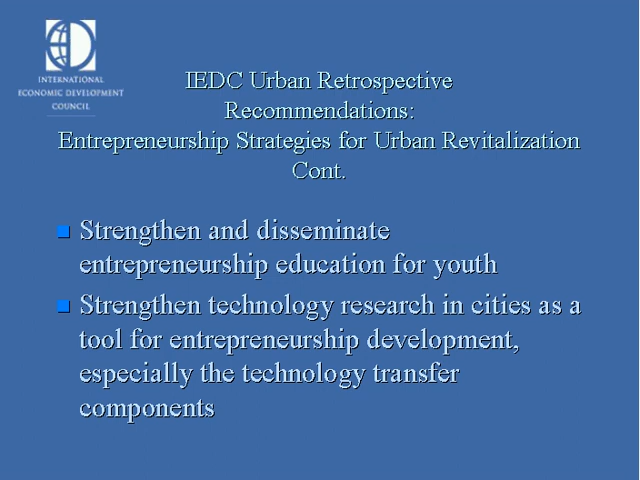 INTERNATIONAL
ECONOMIC DEVELOPMENT
COUNCIL
IEDC Urban Retrospective
Recommendations:
Entrepreneurship Strategies for Urban Revitalization
Cont.
Strengthen and disseminate
entrepreneurship education for youth
Strengthen technology research in cities as a
tool for entrepreneurship development,
especially the technology transfer
components